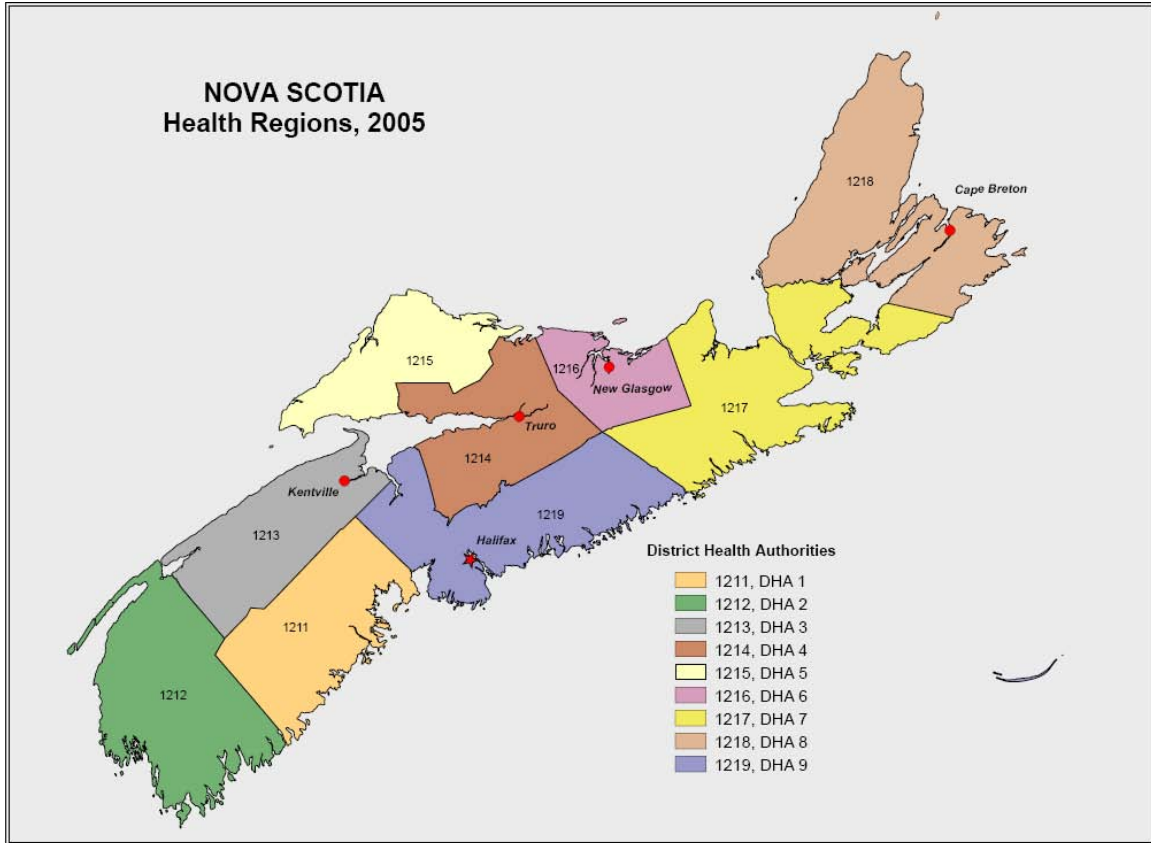 NOVA SCOTIA
Health Regions, 2005
1218
Cape Breton
1215
1216
New Glasgow
1217
Truro
1214
Kentville
1219
1213
Halifax
1211
1212
District Health Authorities
1211, DHA 1
1212, DHA 2
1213, DHA 3
1214, DHA 4
1215, DHA 5
1216, DHA 6
1217, DHA 7
1218, DHA 8
1219, DHA 9